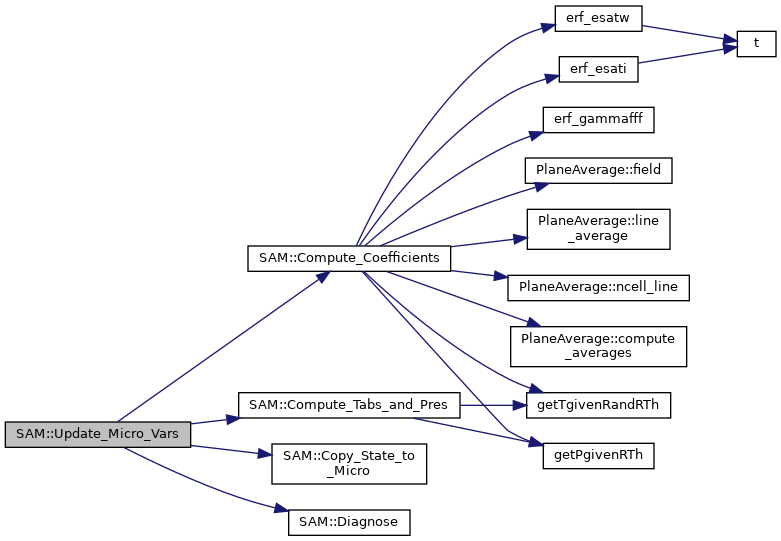 erf_esatw
t
erf_esati
erf_gammafff
PlaneAverage::field
PlaneAverage::line
_average
SAM::Compute_Coefficients
PlaneAverage::ncell_line
PlaneAverage::compute
_averages
SAM::Compute_Tabs_and_Pres
getTgivenRandRTh
SAM::Update_Micro_Vars
SAM::Copy_State_to
_Micro
getPgivenRTh
SAM::Diagnose